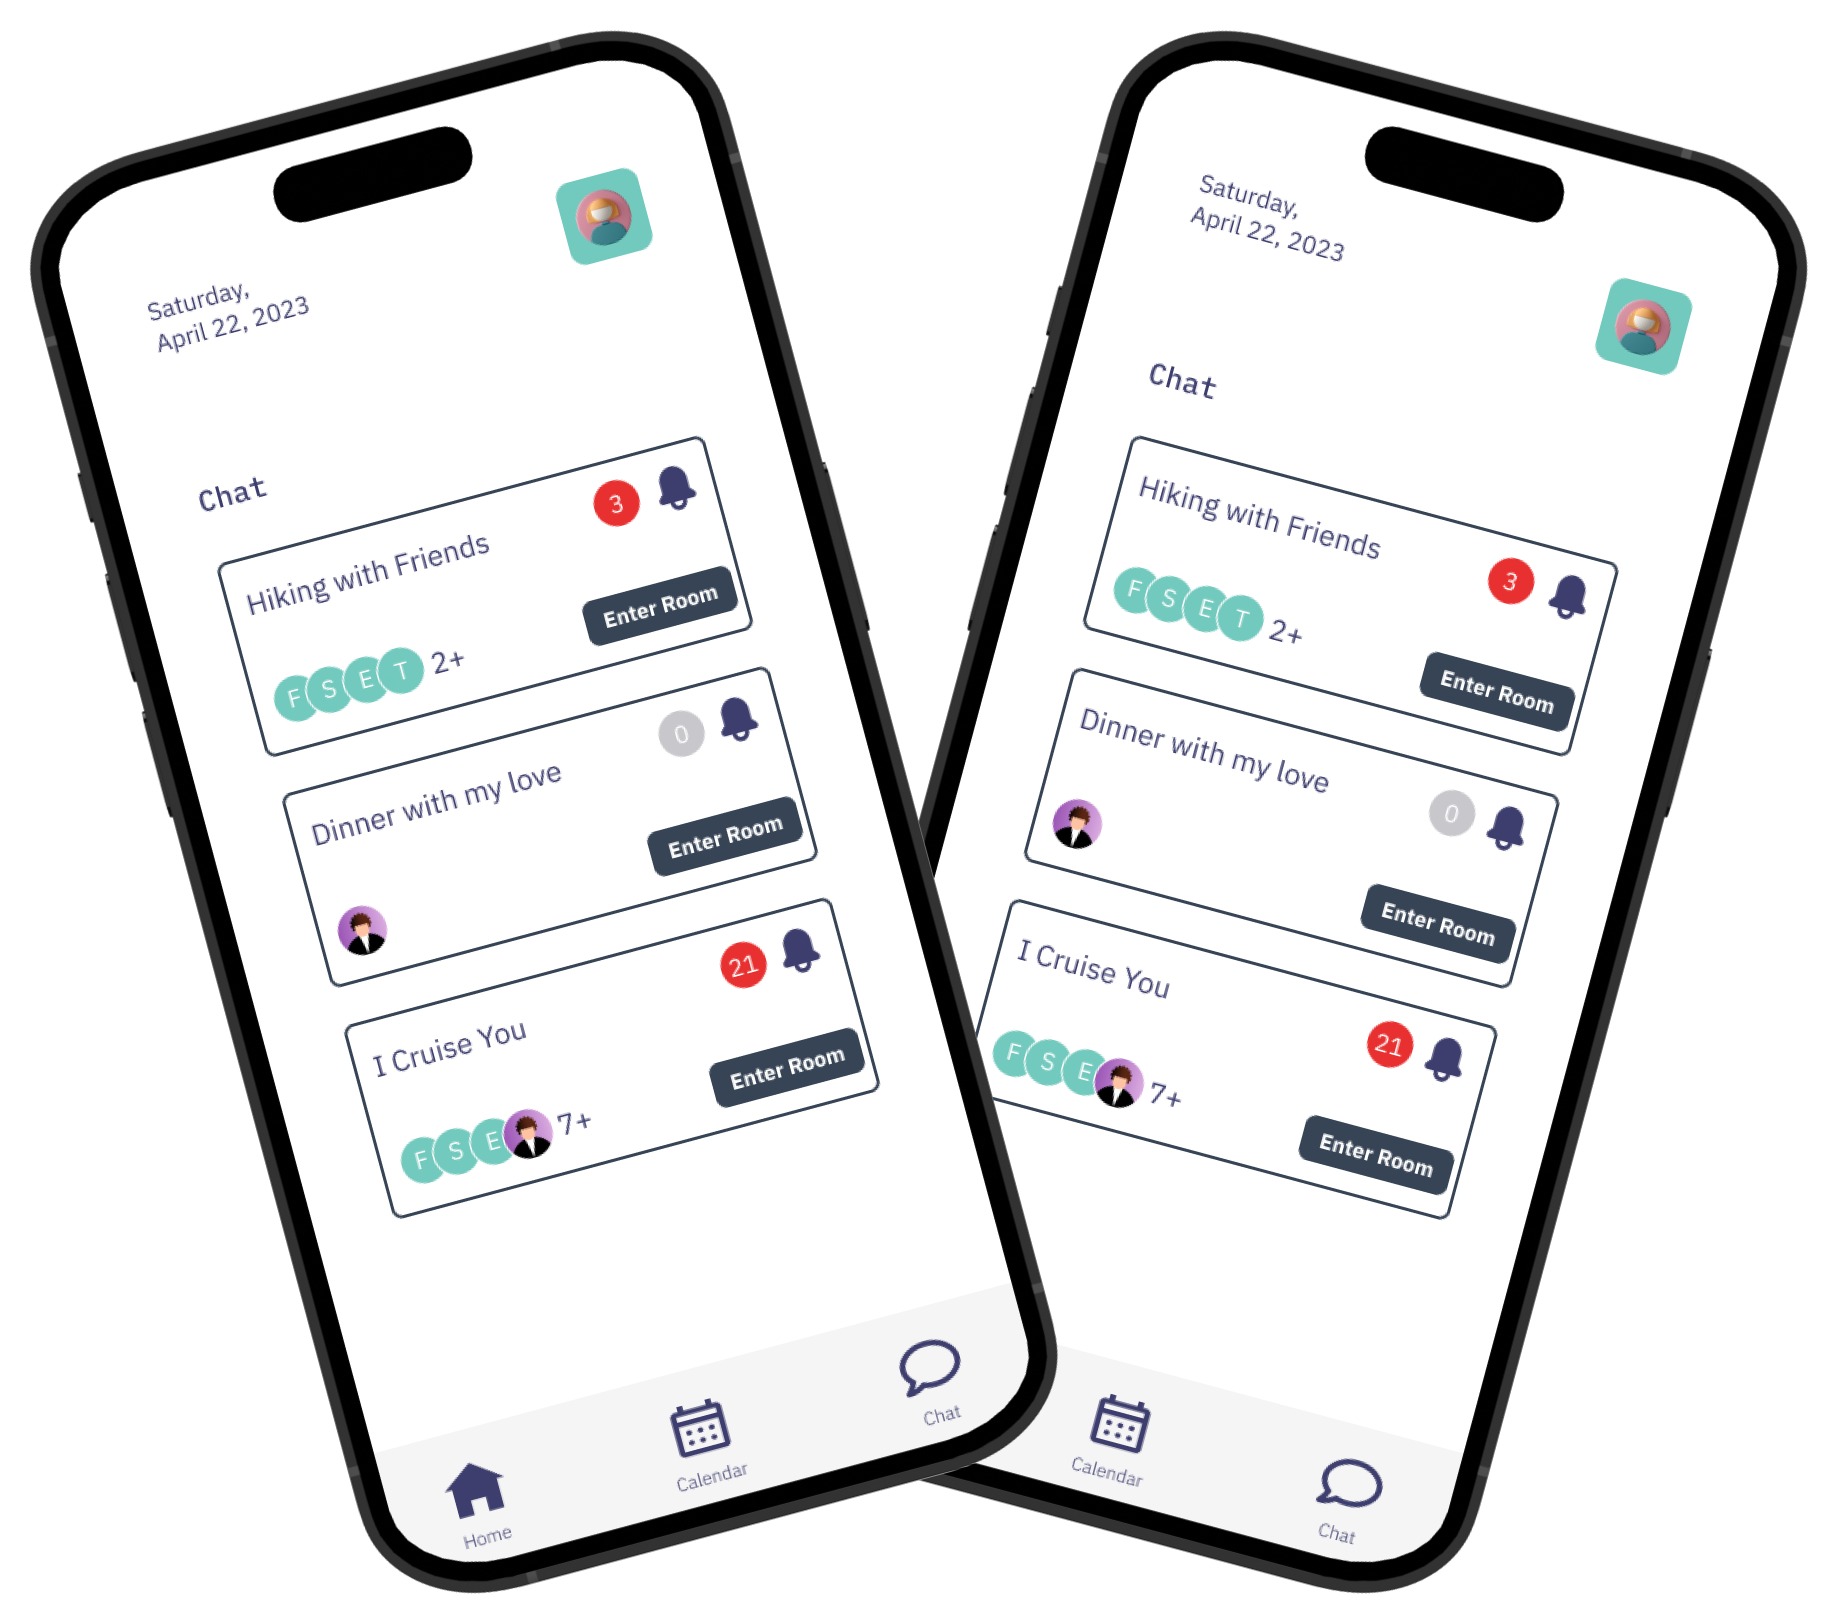 Saturday,
April 22, 2023
Chat
3
Hiking with Friends
Enter Room
F S E T 2+
0
Dinner with my love
Enter Room
21
I Cruise You
Enter Room
F S E 7+
Home
Calendar
Chat
Saturday,
April 22, 2023
Chat
Hiking with Friends
3
F S E T 2+
Enter Room
Dinner with my love
0
Enter Room
I Cruise You
21
F S E 7+
Enter Room
Calendar
Chat